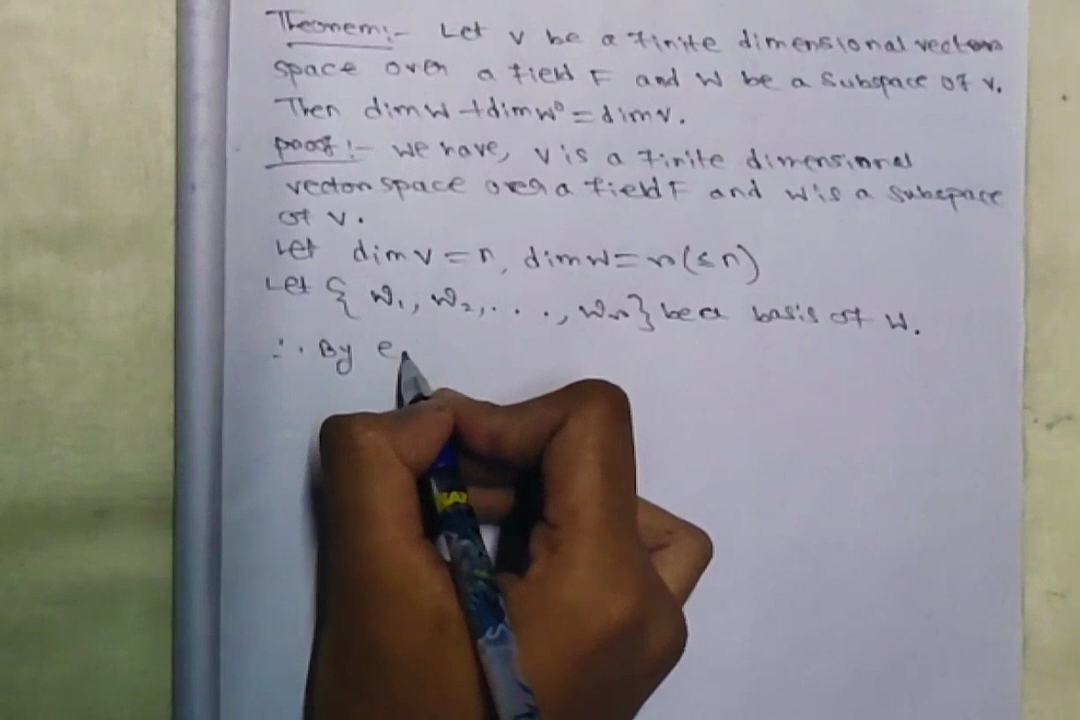 Theorem:- Let V be a finite dimensional vector
space over a field F and W be a subspace of V.
Then dim W + dim W⁰ = dim V.
proof:- we have, V is a finite dimensional
vector space over a field F and W is a subspace
of V.
Let dim V = n, dim W = m (≤ n)
Let { w₁, w₂, . . . , wₘ } be a basis of W.
∴ By e